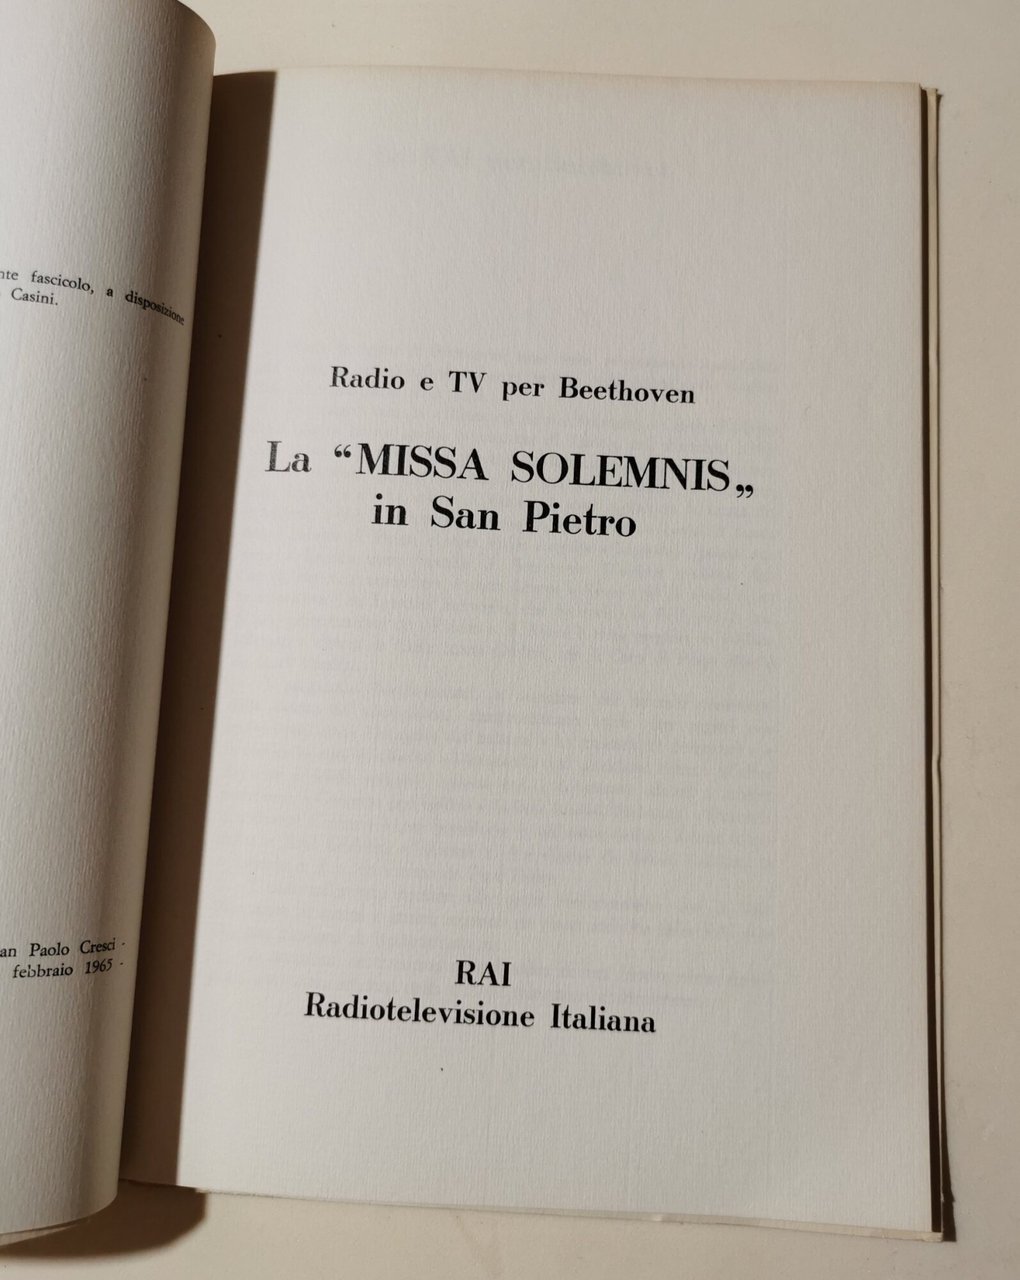 nte fascicolo, a disposizione
Casini.
an Paolo Cresci -
febbraio 1965 -
Radio e TV per Beethoven
La “MISSA SOLEMNIS„
in San Pietro
RAI
Radiotelevisione Italiana